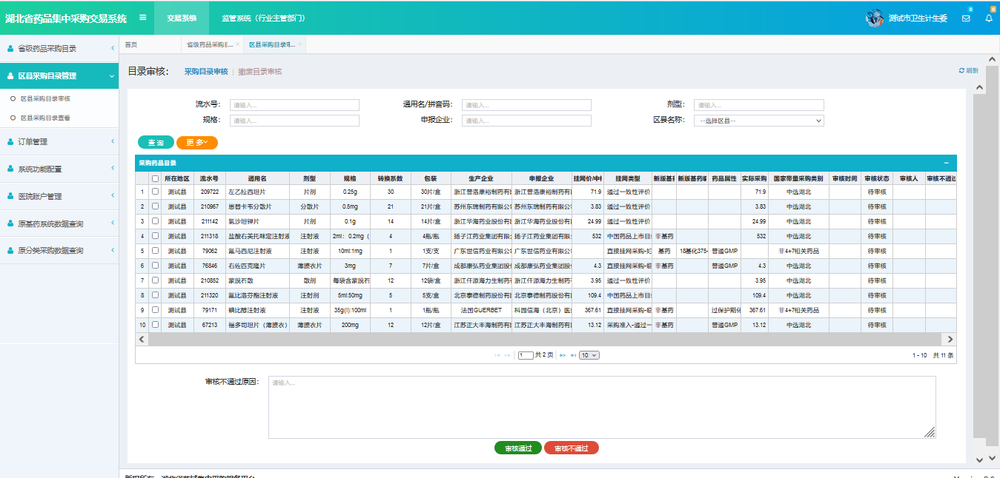 湖北省药品集中采购交易系统 交易系统 监管系统（行业主管部门） 测试市卫生计生委 0 0
首页 省级药品采购目... × 区县采购目录审... ×
省级药品采购目录
区县采购目录管理
区县采购目录审核
区县采购目录查看
订单管理
系统功能配置
医院账户管理
原基药系统数据查询
原分类采购数据查询
目录审核： 采购目录审核 | 撤废目录审核 刷新
流水号： 请输入... 通用名/拼音码： 请输入... 剂型： 请输入...
规格： 请输入... 申报企业： 请输入... 区县名称： --选择区县--
查 询 更 多
采购药品目录
所在地区 流水号 通用名 剂型 规格 转换系数 包装 生产企业 申报企业 挂网价/中标 挂网类型 新版基药 新版基药编 药品属性 实际采购 国家带量采购类别 审核时间 审核状态 审核人 审核不通过
1 测试县 209722 左乙拉西坦片 片剂 0.25g 30 30片/盒 浙江普洛康裕制药有限 浙江普洛康裕制药有限 71.9 通过一致性评价 71.9 中选湖北 待审核
2 测试县 210967 恩替卡韦分散片 分散片 0.5mg 21 21片/盒 苏州东瑞制药有限公司 苏州东瑞制药有限公司 3.83 通过一致性评价 3.83 中选湖北 待审核
3 测试县 211142 氯沙坦钾片 片剂 0.1g 14 14片/盒 浙江华海药业股份有限 浙江华海药业股份有限 24.99 通过一致性评价 24.99 中选湖北 待审核
4 测试县 211318 盐酸右美托咪定注射液 注射液 2ml：0.2mg（ 4 4瓶/瓶 扬子江药业集团有限公 扬子江药业集团有限公 532 中国药品上市目录 非基药 532 中选湖北 待审核
5 测试县 79062 氟马西尼注射液 注射液 10ml:1mg 1 1支/支 广东世信药业有限公司 广东世信药业有限公司 直接挂网采购-妇 基药 18基化375- 普通GMP 非4+7相关药品 待审核
6 测试县 76846 右佐匹克隆片 薄膜衣片 3mg 7 7片/盒 成都康弘药业集团股份 成都康弘药业集团股份 4.3 直接挂网采购-临 非基药 普通GMP 4.3 中选湖北 待审核
7 测试县 210852 蒙脱石散 散剂 每袋含蒙脱石 12 12袋/盒 浙江仟源海力生制药有 浙江仟源海力生制药有 3.95 通过一致性评价 3.95 中选湖北 待审核
8 测试县 211320 氟比洛芬酯注射液 注射剂 5ml:50mg 5 5支/盒 北京泰德制药股份有限 北京泰德制药股份有限 109.4 中国药品上市目录 109.4 中选湖北 待审核
9 测试县 79171 碘比醇注射液 注射液 35g(I):100ml 1 1瓶/瓶 法国GUERBET 科园信海（北京）医 367.61 直接挂网采购-临 非基药 过保护期化 367.61 非4+7相关药品 待审核
10 测试县 67213 福多司坦片（薄膜衣） 薄膜衣片 200mg 12 12片/盒 江苏正大丰海制药有限 江苏正大丰海制药有限 13.12 采购准入-通过一 非基药 普通GMP 13.12 中选湖北 待审核
1 共 2 页 10 1 - 10 共 11 条
审核不通过原因： 请输入...
审核通过 审核不通过